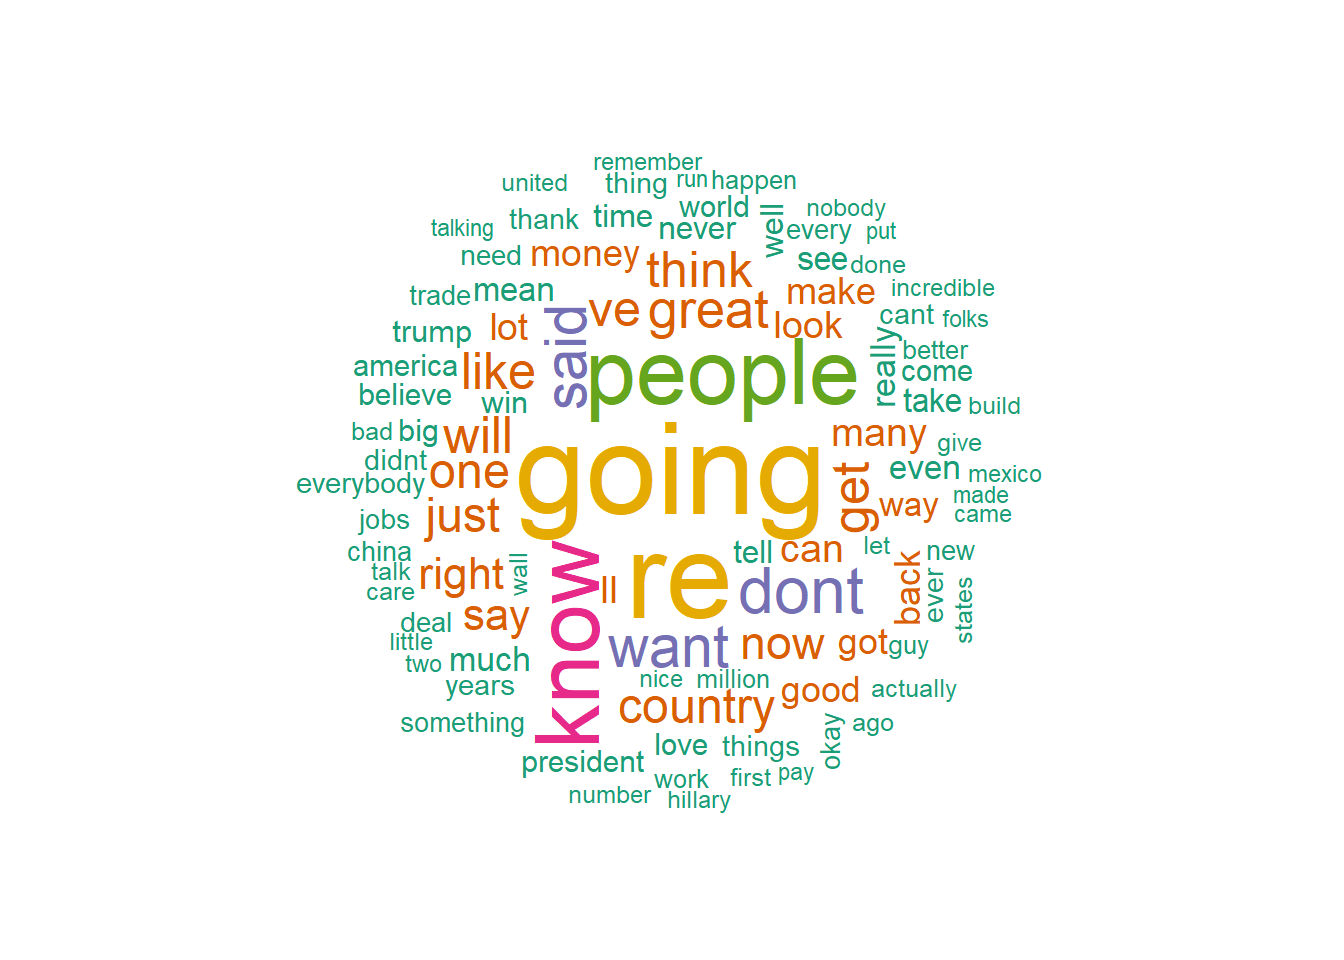 remember
united thing run happen
talking thank time world never well nobody every put
need money think see done
trade mean said ve great make look incredible
trump lot cant folks
america like people really better come
believe win take build
bad big will many give
didnt one going get even mexico
everybody way made came
jobs just
china wall know re tell can let back new
talk right ll dont ever states
care say
deal want now got guy
little much
two nice million
years country good actually
something love things okay ago
president work first pay
number hillary